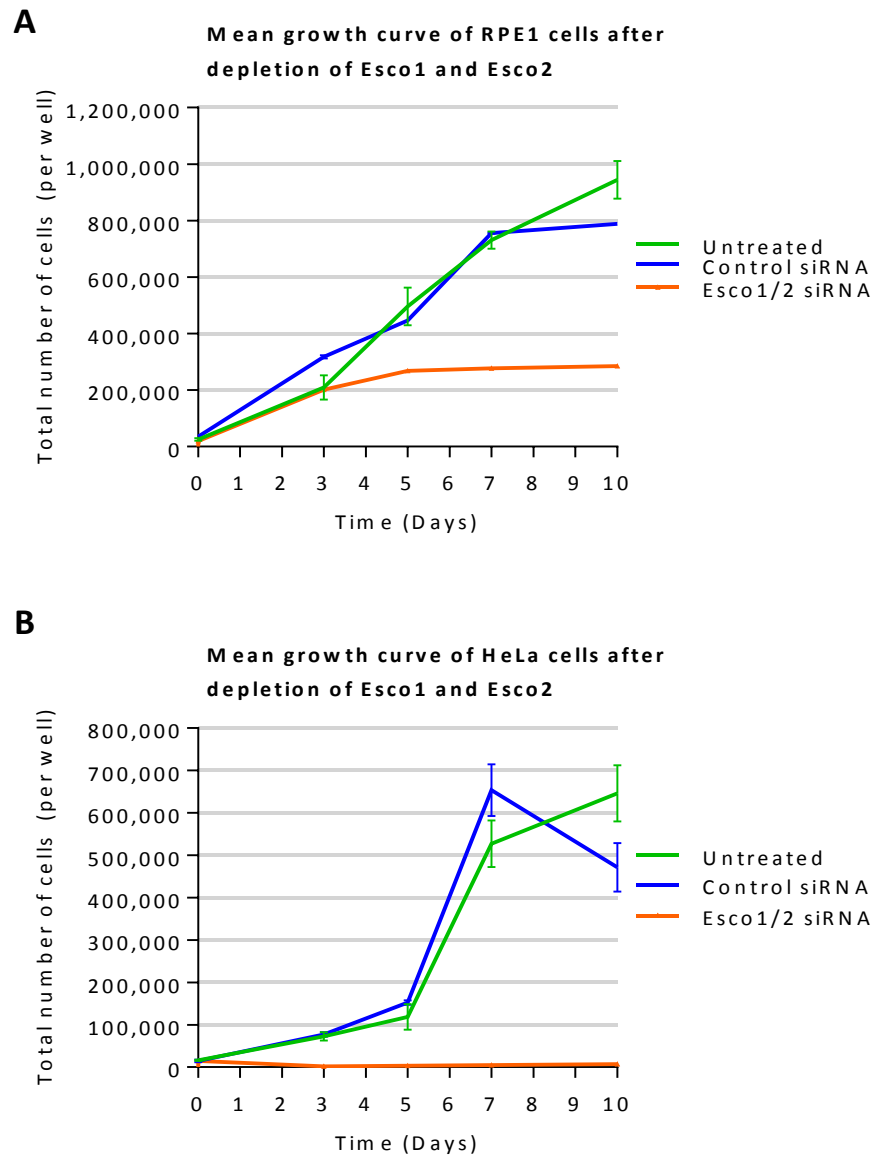 A
Mean growth curve of RPE1 cells after
depletion of Esco1 and Esco2
Total number of cells (per well)
1,200,000
1,000,000
800,000
600,000
400,000
200,000
0
0 1 2 3 4 5 6 7 8 9 10
Time (Days)
Untreated
Control siRNA
Esco1/2 siRNA
B
Mean growth curve of HeLa cells after
depletion of Esco1 and Esco2
Total number of cells (per well)
800,000
700,000
600,000
500,000
400,000
300,000
200,000
100,000
0
0 1 2 3 4 5 6 7 8 9 10
Time (Days)
Untreated
Control siRNA
Esco1/2 siRNA